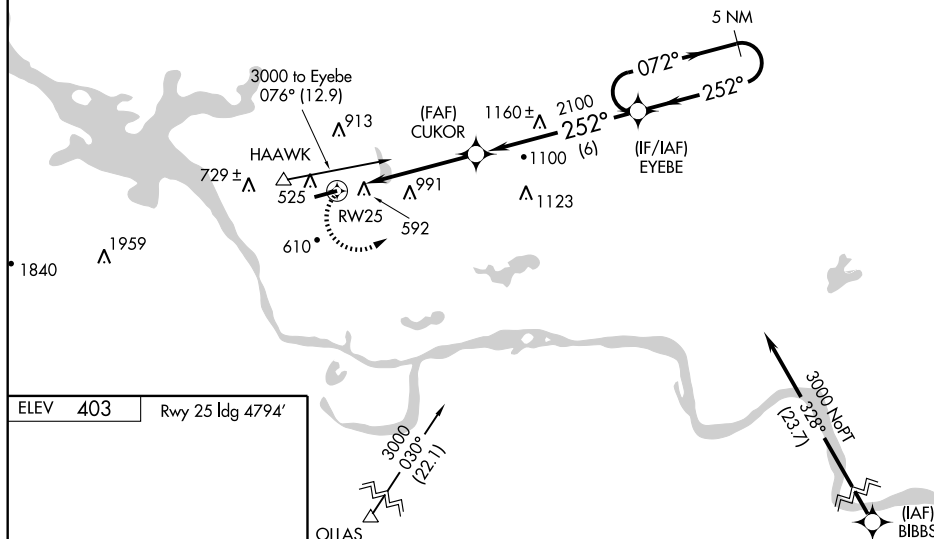 5 NM
072°
3000 to Eyebe
076° (12.9)
252°
(FAF)
CUKOR
1160 ±
2100
252°
(6)
(IF/IAF)
EYEBE
913
HAAWK
1100
729 ±
525
991
RW25
592
1123
610
1959
1840
ELEV 403
Rwy 25 ldg 4794'
3000
030°
(22.1)
OLLAS
3000 NoPT
328°
(23.7)
(IAF)
BIBBS